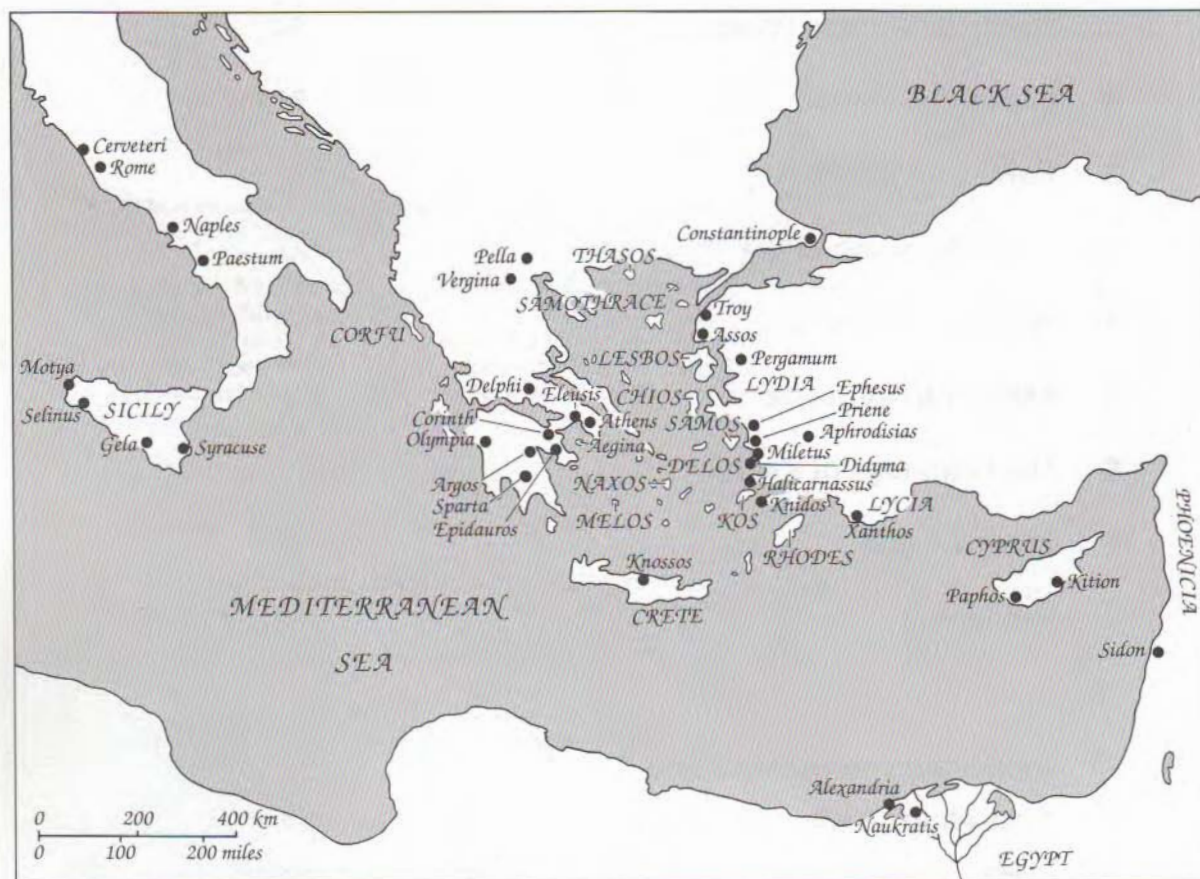 BLACK SEA
Cerveteri
Rome
Naples
Paestum
Constantinople
Pella
THASOS
Vergina
SAMOTHRACE
Troy
CORFU
Assos
LESBOS
Pergamum
Motya
Delphi
Eleusis
CHIOS
LYDIA
Ephesus
Selinus
SICILY
Corinth
Athens
SAMOS
Priene
Gela
Syracuse
Olympia
Aegina
Aphrodisias
Miletus
DELOS
Didyma
Argos
NAXOS
Halicarnassus
Sparta
Epidauros
MELOS
KOS
Knidos
LYCIA
Xanthos
RHODES
CYPRUS
PHOENICIA
Knossos
Kition
Paphos
MEDITERRANEAN
SEA
CRETE
Sidon
Alexandria
Naukratis
EGYPT
0 200 400 km
0 100 200 miles